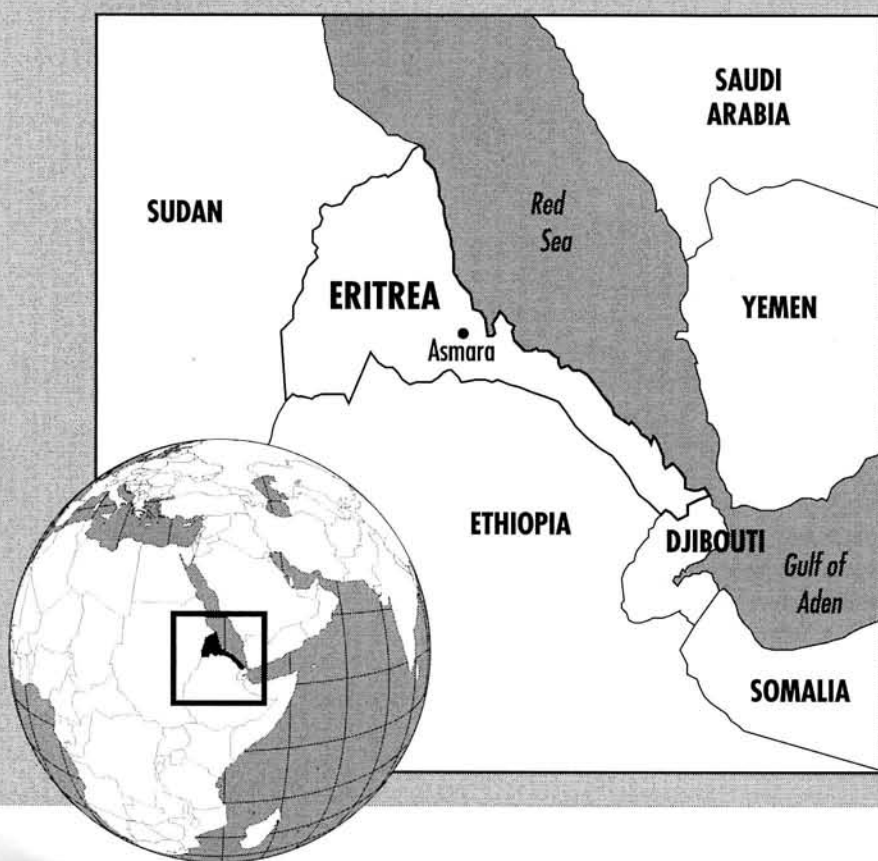 SAUDI
ARABIA
SUDAN
Red
Sea
ERITREA
YEMEN
Asmara
ETHIOPIA
DJIBOUTI
Gulf of
Aden
SOMALIA